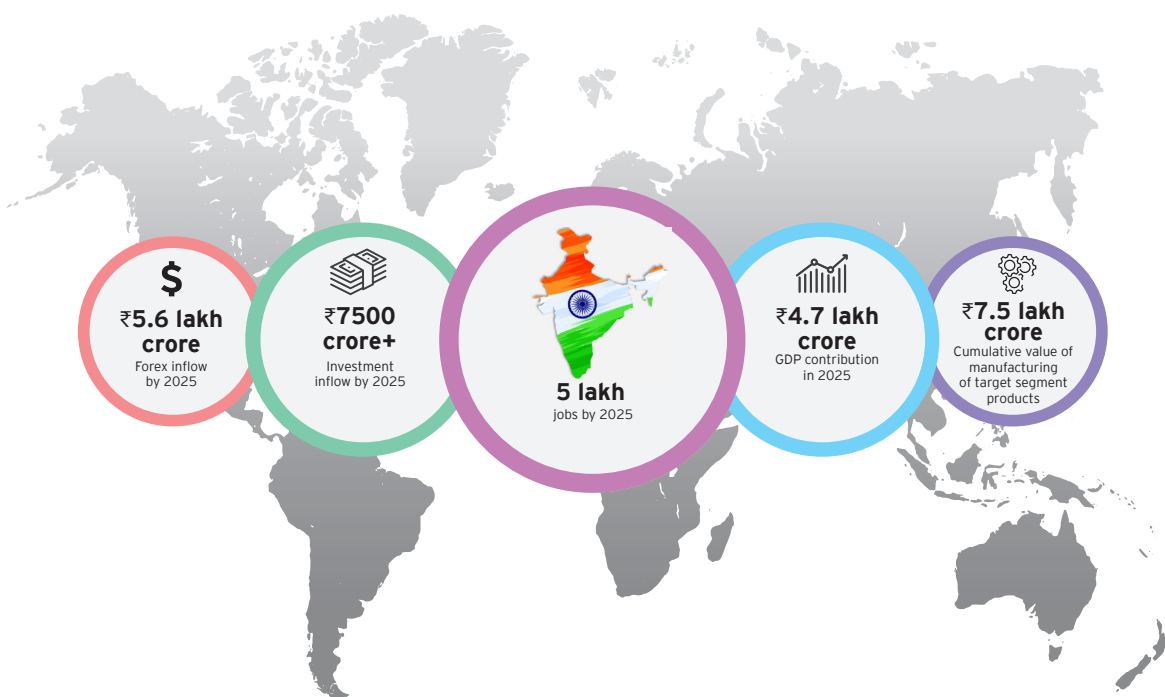 $
₹5.6 lakh
crore
Forex inflow
by 2025
₹7500
crore+
Investment
inflow by 2025
5 lakh
jobs by 2025
₹4.7 lakh
crore
GDP contribution
in 2025
₹7.5 lakh
crore
Cumulative value of
manufacturing
of target segment
products